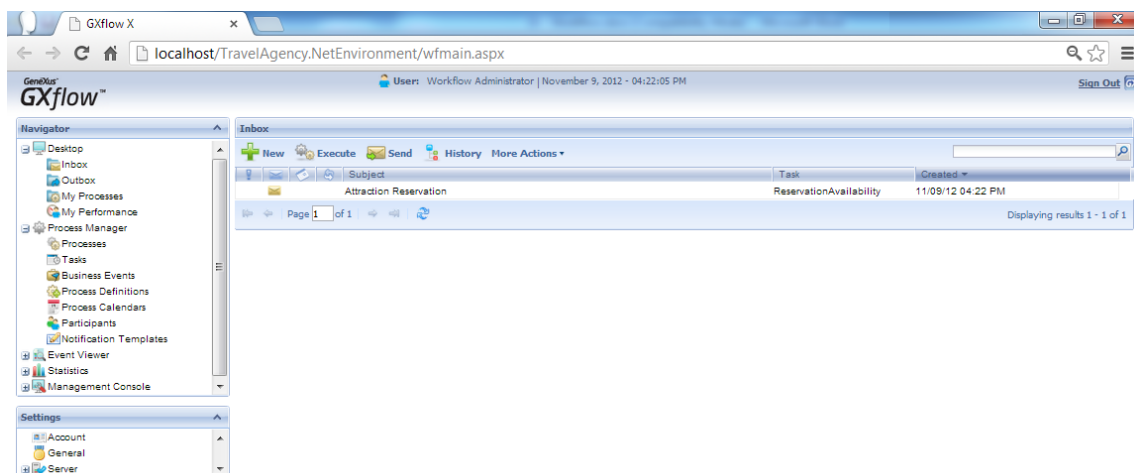 GXflow X
localhost/TravelAgency.NetEnvironment/wfmain.aspx
GeneXus
GXflow™
User: Workflow Administrator | November 9, 2012 - 04:22:05 PM
Sign Out
Navigator
Desktop
Inbox
Outbox
My Processes
My Performance
Process Manager
Processes
Tasks
Business Events
Process Definitions
Process Calendars
Participants
Notification Templates
Event Viewer
Statistics
Management Console
Settings
Account
General
Server
Inbox
New Execute Send History More Actions
Subject Task Created
Attraction Reservation ReservationAvailability 11/09/12 04:22 PM
Page 1 of 1
Displaying results 1 - 1 of 1